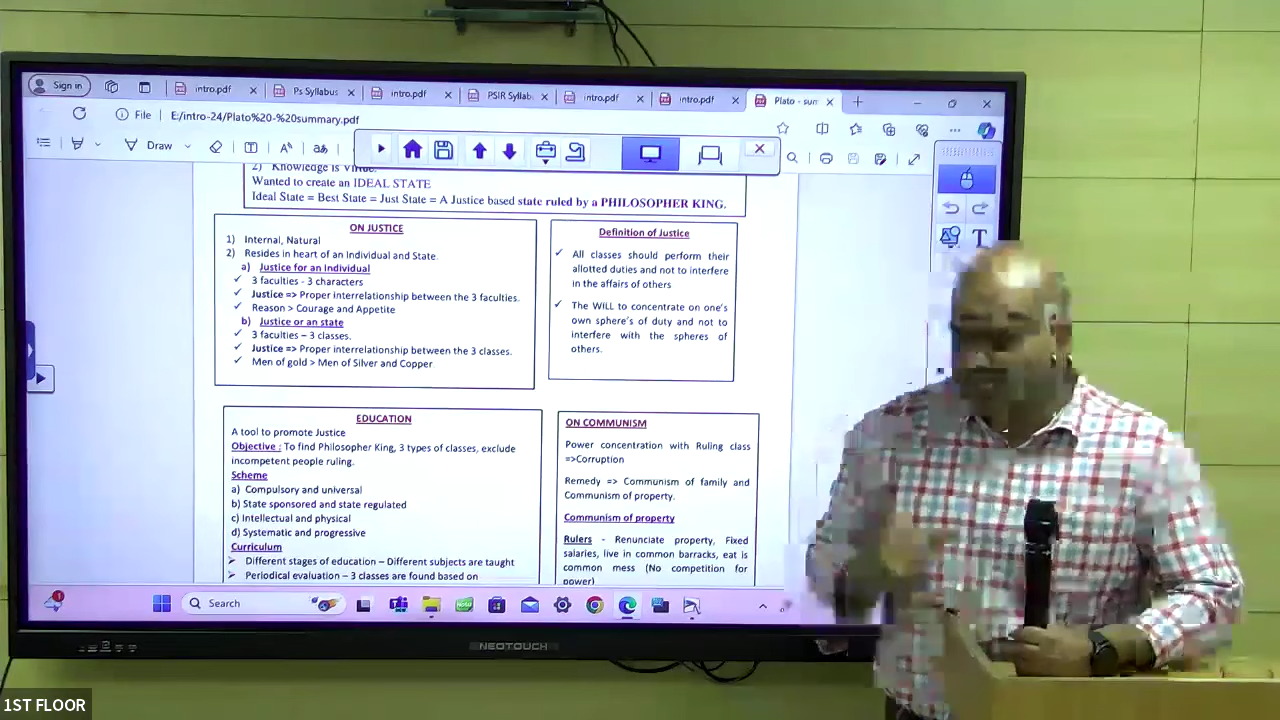 Sign in
intro.pdf
Ps Syllabus
intro.pdf
PSIR Syllab
intro.pdf
intro.pdf
Plato - sum
File
E:/intro-24/Plato%20-%20summary.pdf
Draw
2) Knowledge is Virtue.
Wanted to create an IDEAL STATE
Ideal State = Best State = Just State = A Justice based state ruled by a PHILOSOPHER KING.
ON JUSTICE
1) Internal, Natural
2) Resides in heart of an Individual and State
a) Justice for an Individual
✓ 3 faculties - 3 characters
✓ Justice => Proper interrelationship between the 3 faculties.
✓ Reason > Courage and Appetite
b) Justice or an state
✓ 3 faculties – 3 classes.
✓ Justice => Proper interrelationship between the 3 classes.
✓ Men of gold > Men of Silver and Copper
Definition of Justice
✓ All classes should perform their
allotted duties and not to interfere
in the affairs of others
✓ The WILL to concentrate on one's
own sphere's of duty and not to
interfere with the spheres of
others.
EDUCATION
A tool to promote Justice
Objective : To find Philosopher King, 3 types of classes, exclude
incompetent people ruling.
Scheme
a) Compulsory and universal
b) State sponsored and state regulated
c) Intellectual and physical
d) Systematic and progressive
Curriculum
➢ Different stages of education – Different subjects are taught
➢ Periodical evaluation – 3 classes are found based on
ON COMMUNISM
Power concentration with Ruling class
=>Corruption
Remedy => Communism of family and
Communism of property.
Communism of property
Rulers - Renunciate property, Fixed
salaries, live in common barracks, eat is
common mess (No competition for
power)
Search
NEOTOUCH
1ST FLOOR